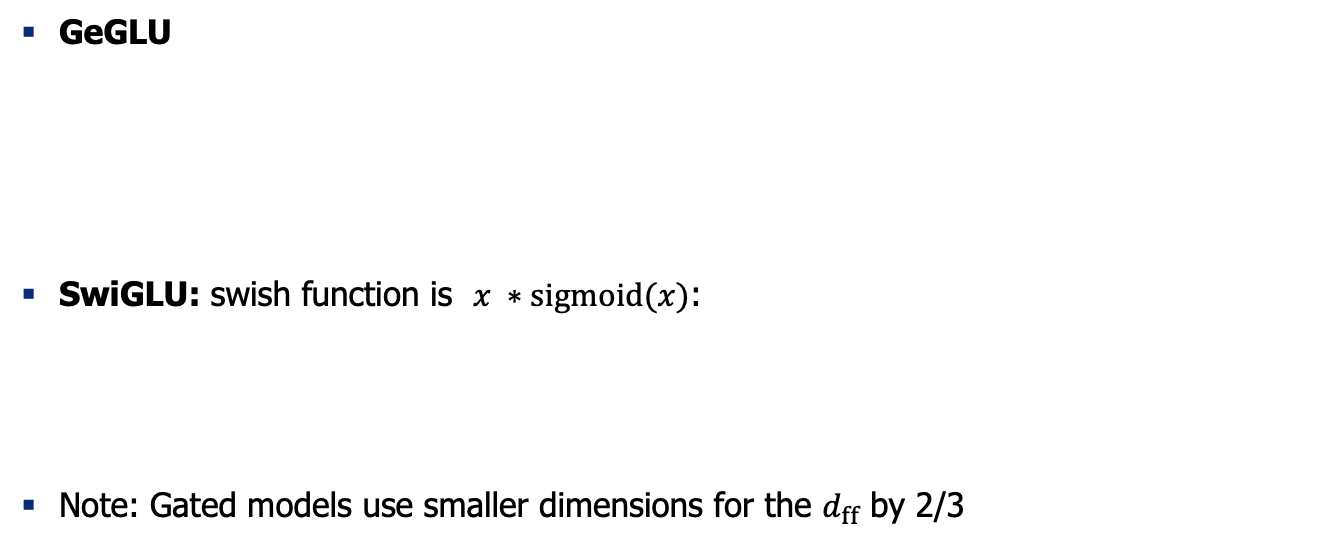 ▪ GeGLU
▪ SwiGLU: swish function is x * sigmoid(x):
▪ Note: Gated models use smaller dimensions for the d_ff by 2/3